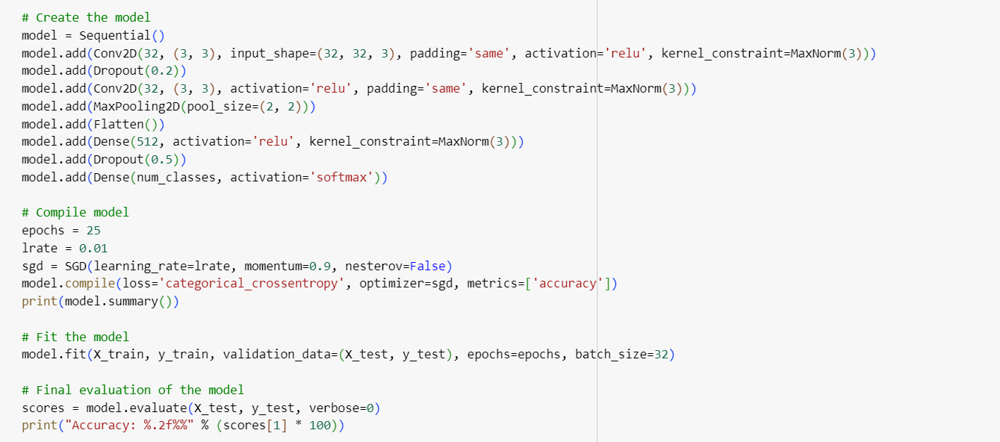 # Create the model
model = Sequential()
model.add(Conv2D(32, (3, 3), input_shape=(32, 32, 3), padding='same', activation='relu', kernel_constraint=MaxNorm(3)))
model.add(Dropout(0.2))
model.add(Conv2D(32, (3, 3), activation='relu', padding='same', kernel_constraint=MaxNorm(3)))
model.add(MaxPooling2D(pool_size=(2, 2)))
model.add(Flatten())
model.add(Dense(512, activation='relu', kernel_constraint=MaxNorm(3)))
model.add(Dropout(0.5))
model.add(Dense(num_classes, activation='softmax'))
# Compile model
epochs = 25
lrate = 0.01
sgd = SGD(learning_rate=lrate, momentum=0.9, nesterov=False)
model.compile(loss='categorical_crossentropy', optimizer=sgd, metrics=['accuracy'])
print(model.summary())
# Fit the model
model.fit(X_train, y_train, validation_data=(X_test, y_test), epochs=epochs, batch_size=32)
# Final evaluation of the model
scores = model.evaluate(X_test, y_test, verbose=0)
print("Accuracy: %.2f%%" % (scores[1] * 100))